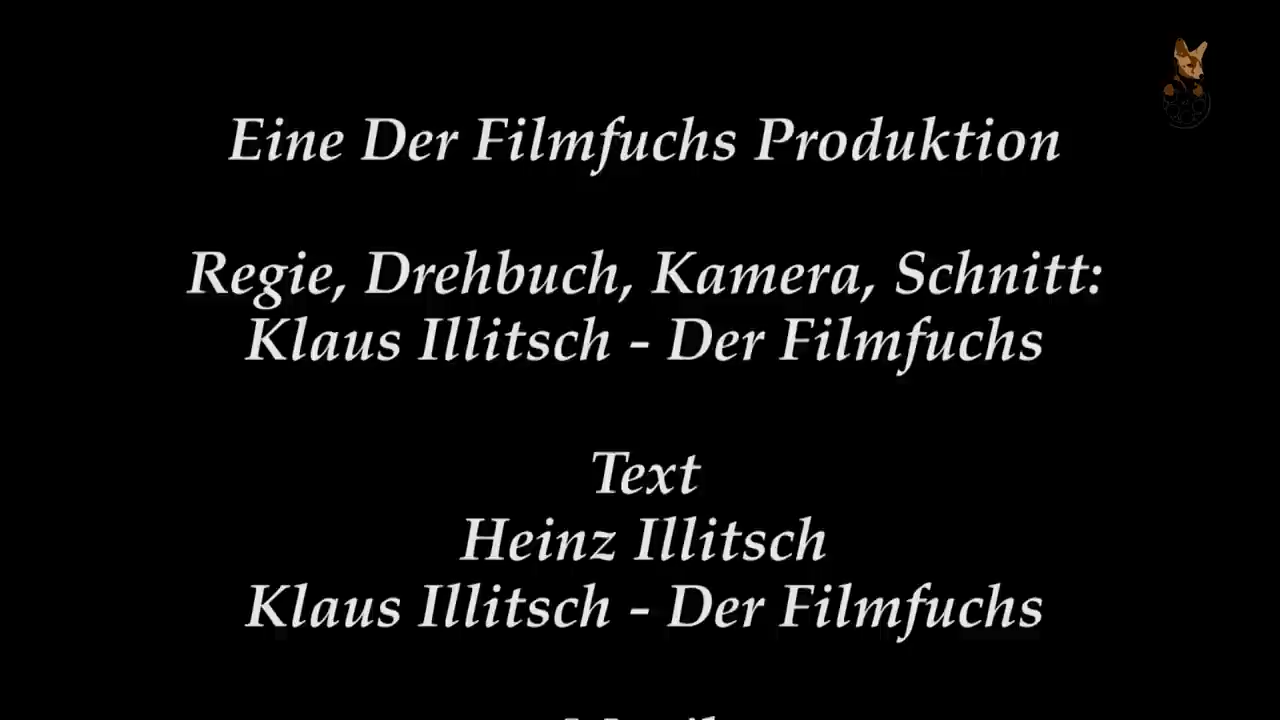 Eine Der Filmfuchs Produktion
Regie, Drehbuch, Kamera, Schnitt:
Klaus Illitsch - Der Filmfuchs
Text
Heinz Illitsch
Klaus Illitsch - Der Filmfuchs